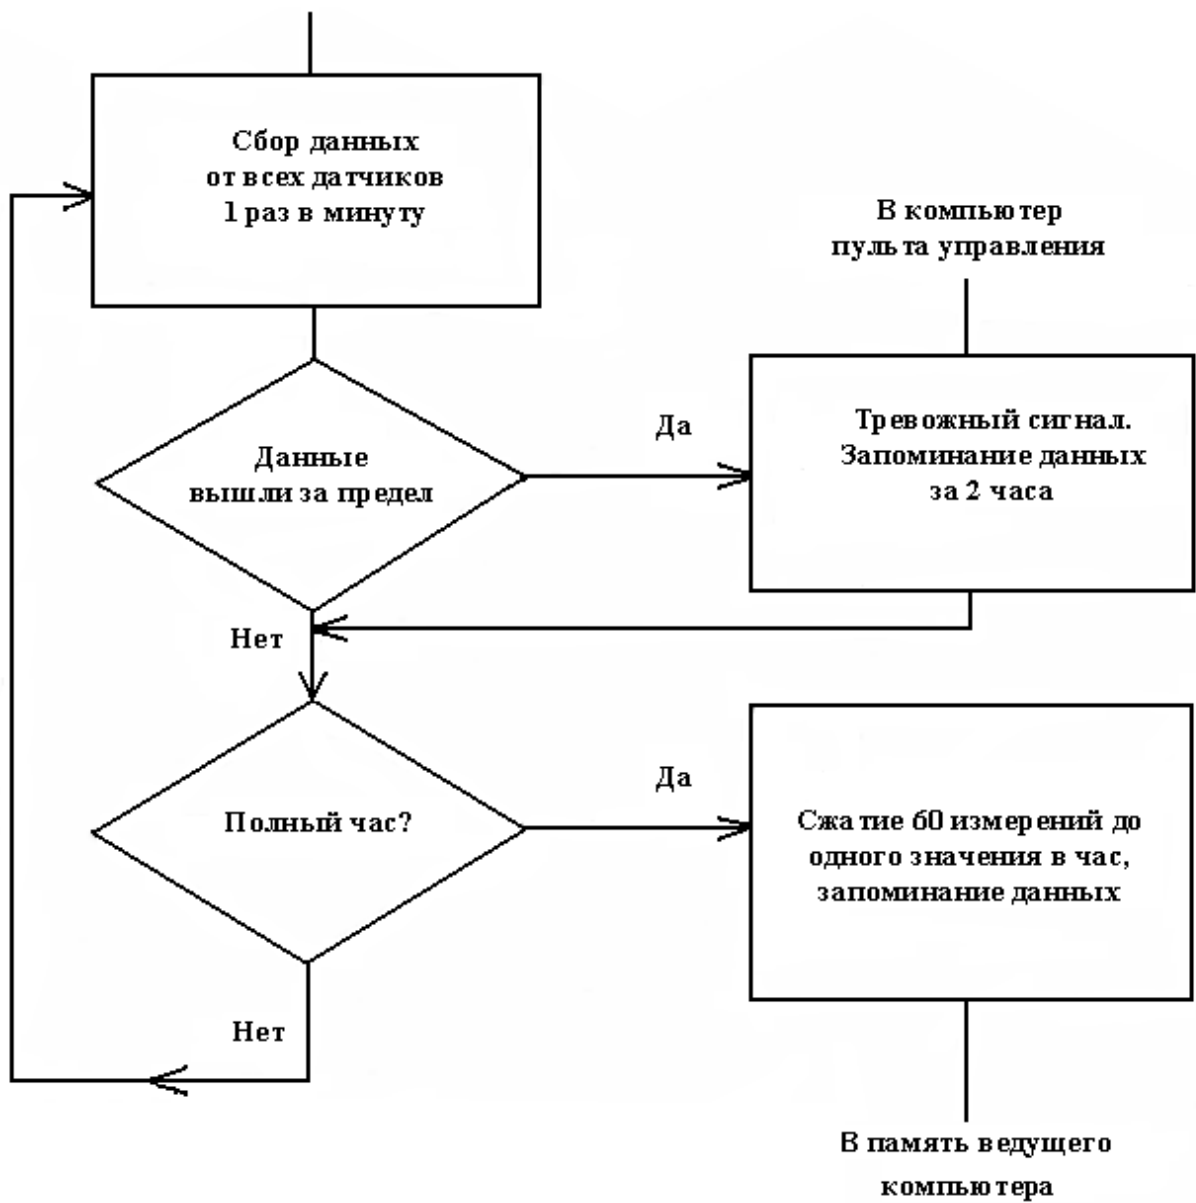 Сбор данных
от всех датчиков
1 раз в минуту
В компьютер
пульта управления
Да
Тревожный сигнал.
Запоминание данных
за 2 часа
Данные
вышли за предел
Нет
Да
Полный час?
Сжатие 60 измерений до
одного значения в час,
запоминание данных
Нет
В память ведущего
компьютера